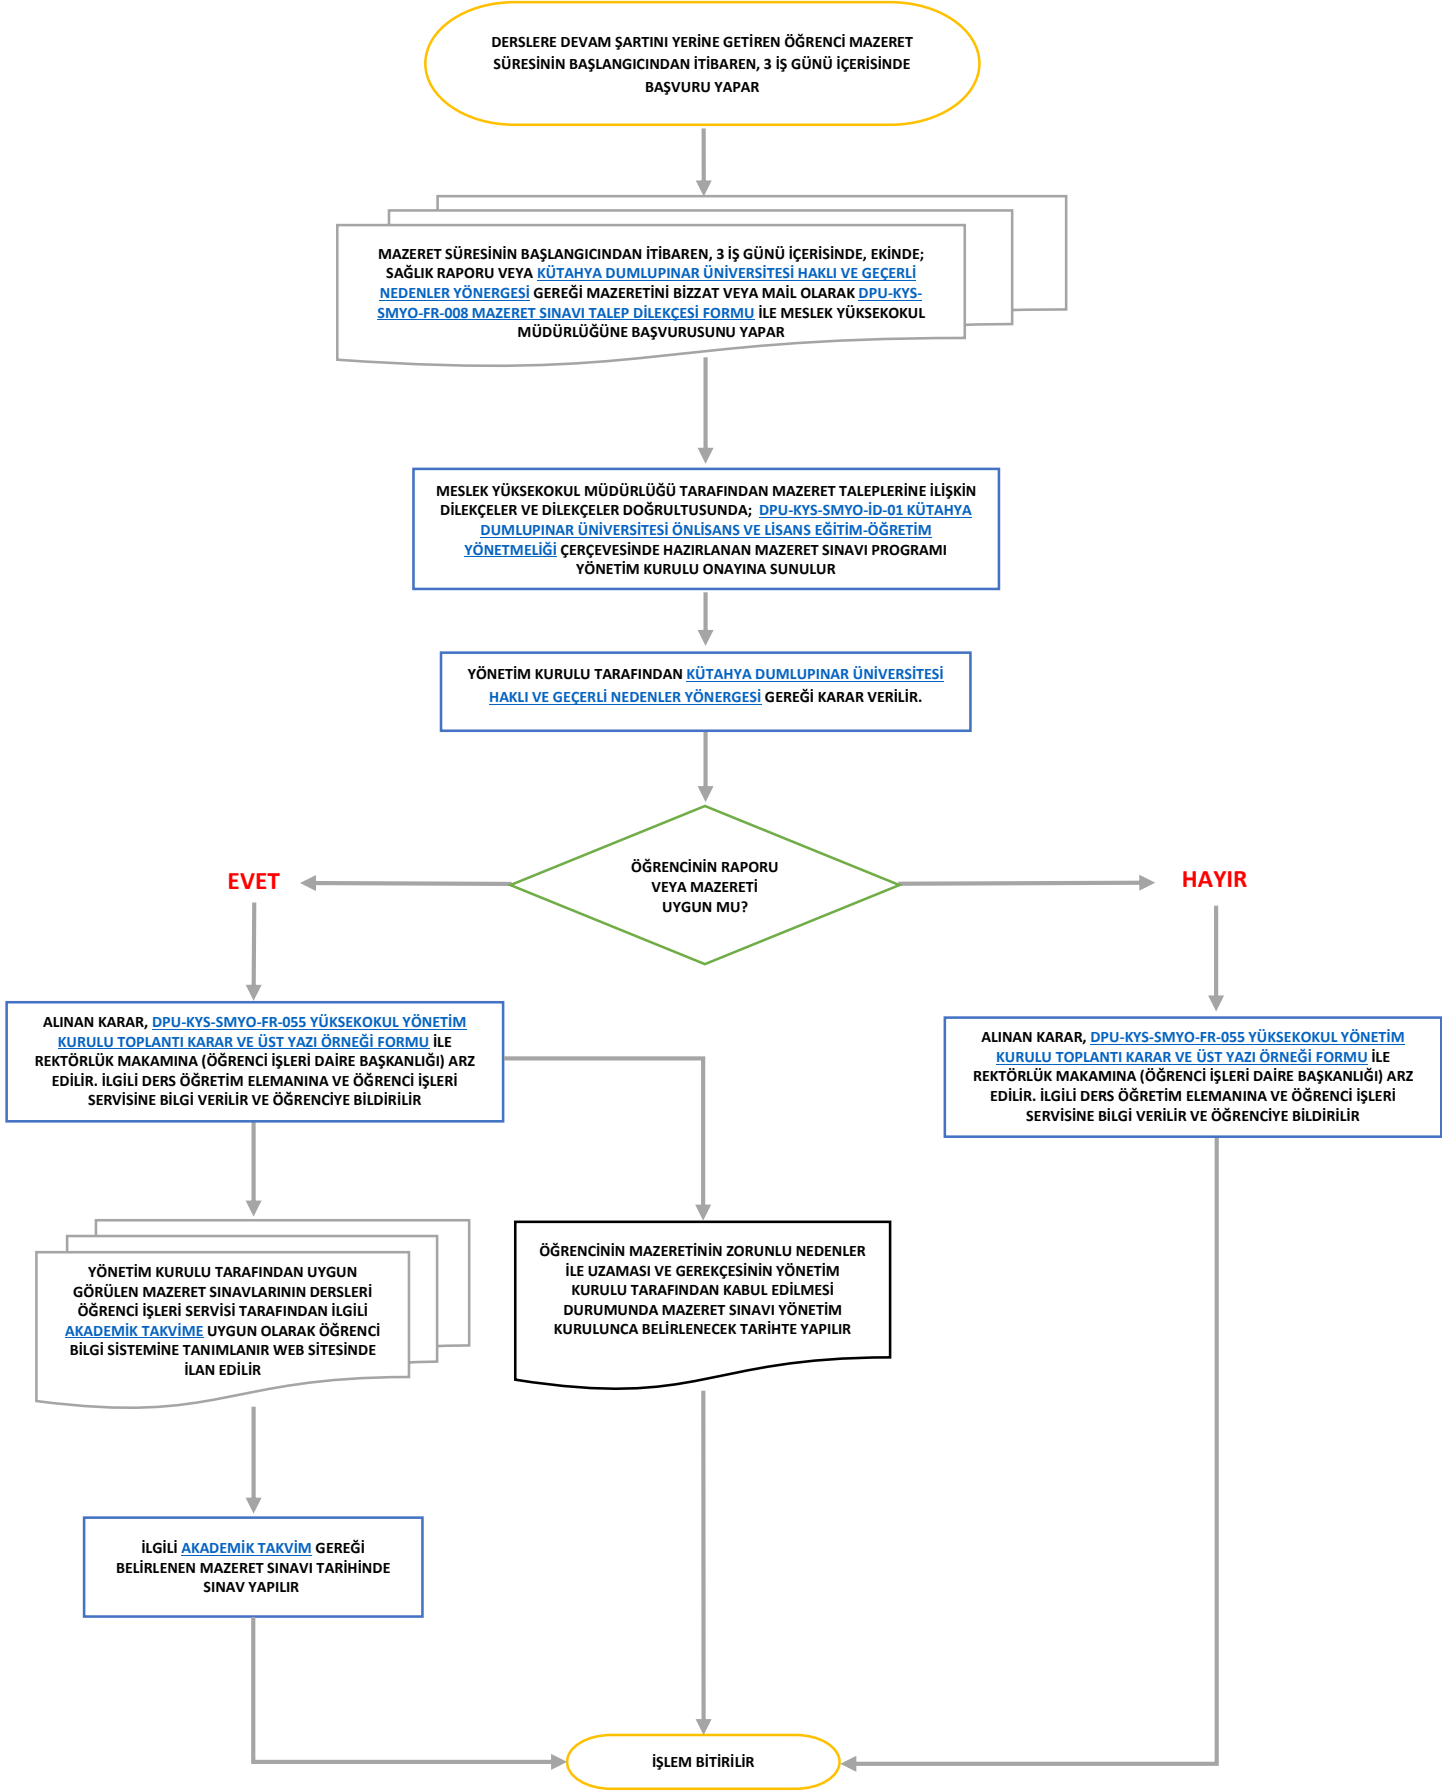 DERSLERE DEVAM ŞARTINI YERİNE GETİREN ÖĞRENCİ MAZERET
SÜRESİNİN BAŞLANGICINDAN İTİBAREN, 3 İŞ GÜNÜ İÇERİSİNDE
BAŞVURU YAPAR
MAZERET SÜRESİNİN BAŞLANGICINDAN İTİBAREN, 3 İŞ GÜNÜ İÇERİSİNDE, EKİNDE;
SAĞLIK RAPORU VEYA KÜTAHYA DUMLUPINAR ÜNİVERSİTESİ HAKLI VE GEÇERLİ
NEDENLER YÖNERGESİ GEREĞİ MAZERETİNİ BİZZAT VEYA MAİL OLARAK DPU-KYS-
SMYO-FR-008 MAZERET SINAVI TALEP DİLEKÇESİ FORMU İLE MESLEK YÜKSEKOKUL
MÜDÜRLÜĞÜNE BAŞVURUSUNU YAPAR
MESLEK YÜKSEKOKUL MÜDÜRLÜĞÜ TARAFINDAN MAZERET TALEPLERİNE İLİŞKİN
DİLEKÇELER VE DİLEKÇELER DOĞRULTUSUNDA; DPU-KYS-SMYO-İD-01 KÜTAHYA
DUMLUPINAR ÜNİVERSİTESİ ÖNLİSANS VE LİSANS EĞİTİM-ÖĞRETİM
YÖNETMELİĞİ ÇERÇEVESİNDE HAZIRLANAN MAZERET SINAVI PROGRAMI
YÖNETİM KURULU ONAYINA SUNULUR
YÖNETİM KURULU TARAFINDAN KÜTAHYA DUMLUPINAR ÜNİVERSİTESİ
HAKLI VE GEÇERLİ NEDENLER YÖNERGESİ GEREĞİ KARAR VERİLİR.
ÖĞRENCİNİN RAPORU
VEYA MAZERETİ
UYGUN MU?
EVET
HAYIR
ALINAN KARAR, DPU-KYS-SMYO-FR-055 YÜKSEKOKUL YÖNETİM
KURULU TOPLANTI KARAR VE ÜST YAZI ÖRNEĞİ FORMU İLE
REKTÖRLÜK MAKAMINA (ÖĞRENCİ İŞLERİ DAİRE BAŞKANLIĞI) ARZ
EDİLİR. İLGİLİ DERS ÖĞRETİM ELEMANINA VE ÖĞRENCİ İŞLERİ
SERVİSİNE BİLGİ VERİLİR VE ÖĞRENCİYE BİLDİRİLİR
ALINAN KARAR, DPU-KYS-SMYO-FR-055 YÜKSEKOKUL YÖNETİM
KURULU TOPLANTI KARAR VE ÜST YAZI ÖRNEĞİ FORMU İLE
REKTÖRLÜK MAKAMINA (ÖĞRENCİ İŞLERİ DAİRE BAŞKANLIĞI) ARZ
EDİLİR. İLGİLİ DERS ÖĞRETİM ELEMANINA VE ÖĞRENCİ İŞLERİ
SERVİSİNE BİLGİ VERİLİR VE ÖĞRENCİYE BİLDİRİLİR
YÖNETİM KURULU TARAFINDAN UYGUN
GÖRÜLEN MAZERET SINAVLARININ DERSLERİ
ÖĞRENCİ İŞLERİ SERVİSİ TARAFINDAN İLGİLİ
AKADEMİK TAKVİME UYGUN OLARAK ÖĞRENCİ
BİLGİ SİSTEMİNE TANIMLANIR WEB SİTESİNDE
İLAN EDİLİR
ÖĞRENCİNİN MAZERETİNİN ZORUNLU NEDENLER
İLE UZAMASI VE GEREKÇESİNİN YÖNETİM
KURULU TARAFINDAN KABUL EDİLMESİ
DURUMUNDA MAZERET SINAVI YÖNETİM
KURULUNCA BELİRLENECEK TARİHTE YAPILIR
İLGİLİ AKADEMİK TAKVİM GEREĞİ
BELİRLENEN MAZERET SINAVI TARİHİNDE
SINAV YAPILIR
İŞLEM BİTİRİLİR